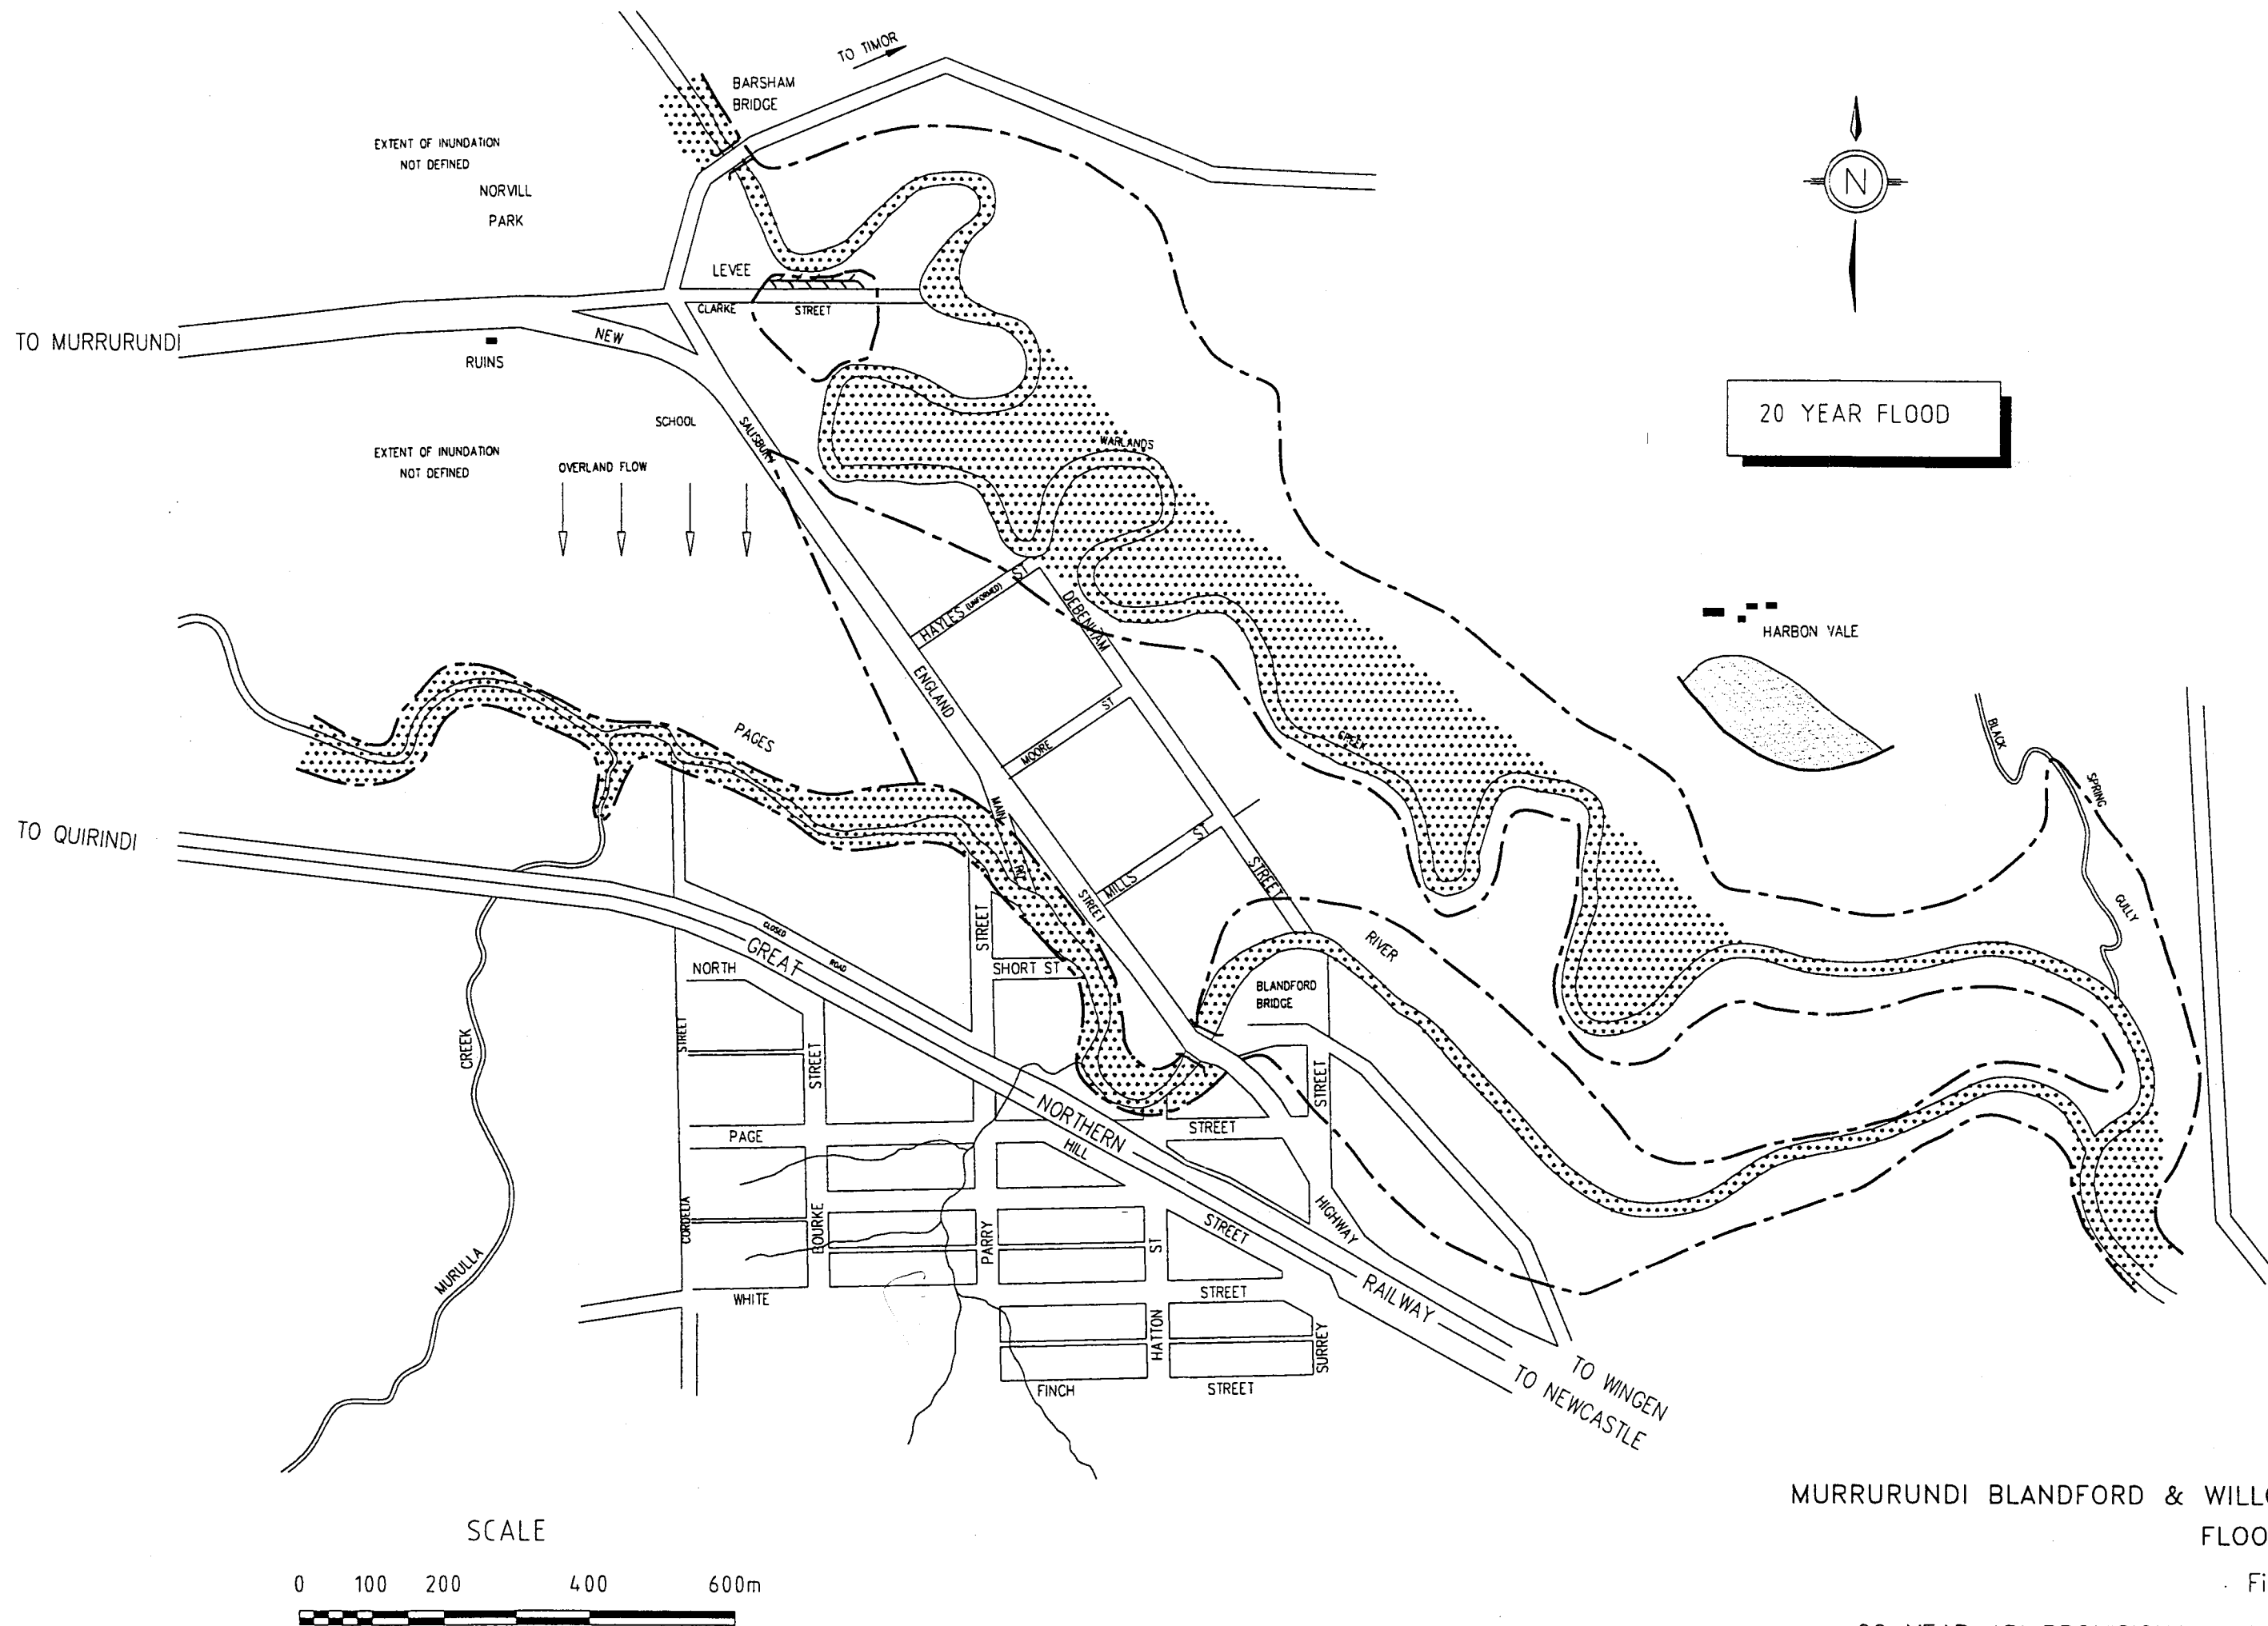 TO TIMOR
BARSHAM
BRIDGE
EXTENT OF INUNDATION
NOT DEFINED
NORVILL
PARK
N
LEVEE
CLARKE
STREET
TO MURRURUNDI
NEW
RUINS
20 YEAR FLOOD
SCHOOL
SALISBURY
WARLANDS
EXTENT OF INUNDATION
NOT DEFINED
OVERLAND FLOW
HAYLES (UNFORMED) ST
DEBENHAM
HARBON VALE
ENGLAND
PAGES
MOORE
ST
CREEK
BLACK
SPRING
GULLY
TO QUIRINDI
MAIN
RD
MILLS
ST
STREET
STREET
STREET
CLOSED
ROAD
GREAT
NORTH
SHORT ST
RIVER
BLANDFORD
BRIDGE
CREEK
STREET
STREET
STREET
NORTHERN
HILL
PAGE
STREET
CORDELIA
BOURKE
PARRY
ST
STREET
HIGHWAY
MURULLA
WHITE
STREET
RAILWAY
HATTON
SURREY
FINCH
STREET
TO WINGEN
TO NEWCASTLE
MURRURUNDI BLANDFORD &
SCALE
0 100 200 400 600m